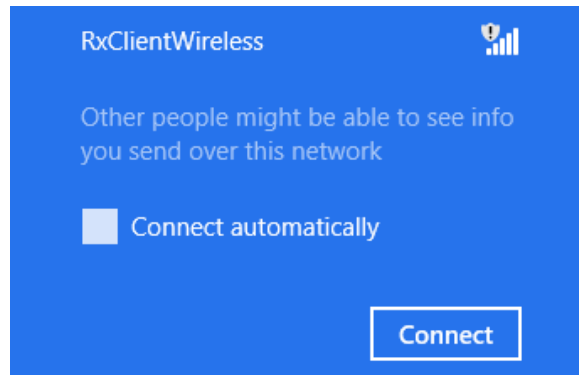 RxClientWireless
Other people might be able to see info
you send over this network
Connect automatically
Connect